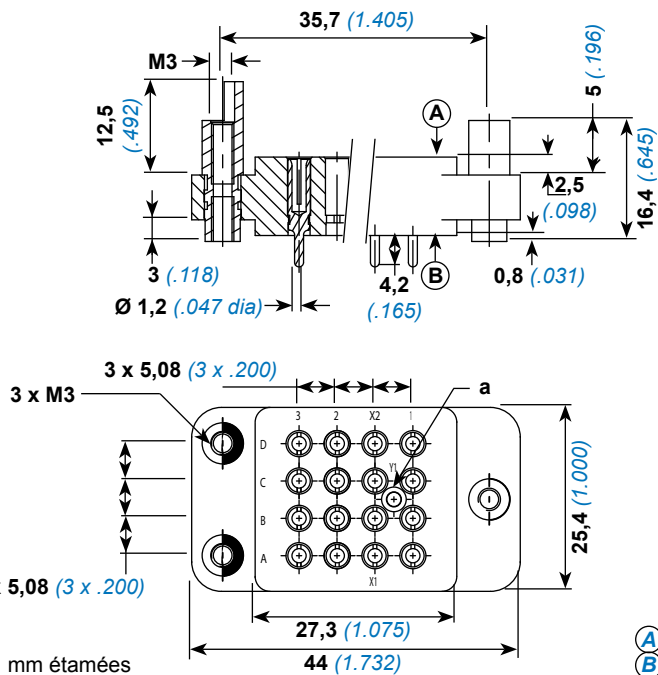 35,7 (1.405)
M3
12,5 (.492)
A
5 (.196)
2,5 (.098)
16,4 (.645)
3 (.118)
Ø 1,2 (.047 dia)
4,2 (.165)
B
0,8 (.031)
3 x 5,08 (3 x .200)
3 x M3
a
3 2 X2 1
D
Y1
C
B
A
X1
25,4 (1.000)
5,08 (3 x .200)
27,3 (1.075)
44 (1.732)
mm étamées
A
B